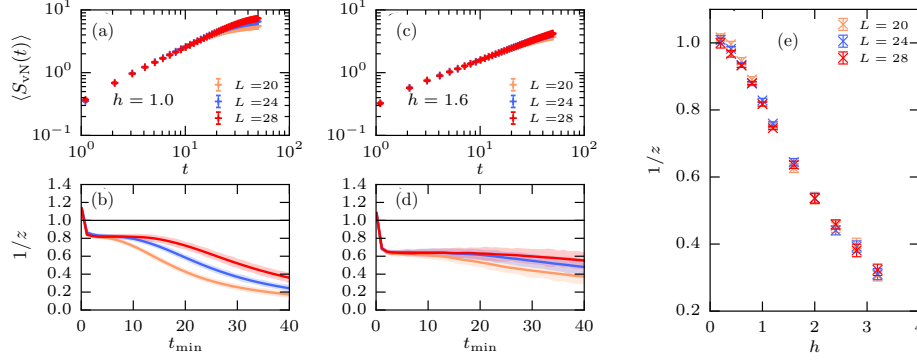 (a)
⟨S_vN(t)⟩
10^1
10^0
10^-1
10^0
10^1
10^2
t
h = 1.0
L =20
L =24
L =28
(c)
10^1
10^0
10^-1
10^0
10^1
10^2
t
h = 1.6
L =20
L =24
L =28
(b)
1/z
1.4
1.2
1.0
0.8
0.6
0.4
0.2
0.0
0
10
20
30
40
t_min
(d)
1.4
1.2
1.0
0.8
0.6
0.4
0.2
0.0
0
10
20
30
40
t_min
(e)
L = 20
L = 24
L = 28
1/z
1.0
0.8
0.6
0.4
0.2
0
1
2
3
4
h